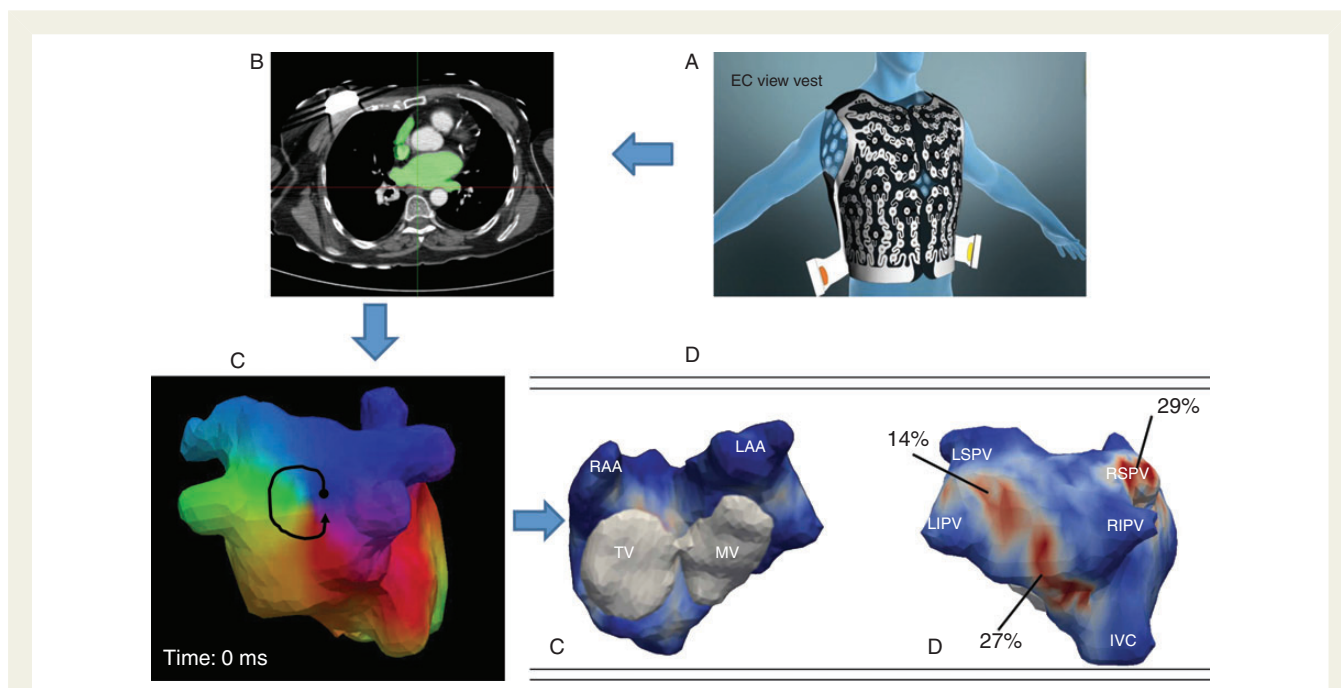 B
A
EC view vest
C
D
Time: 0 ms
RAA
LAA
TV
MV
C
14%
29%
LSPV
RSPV
LIPV
RIPV
27%
D
IVC